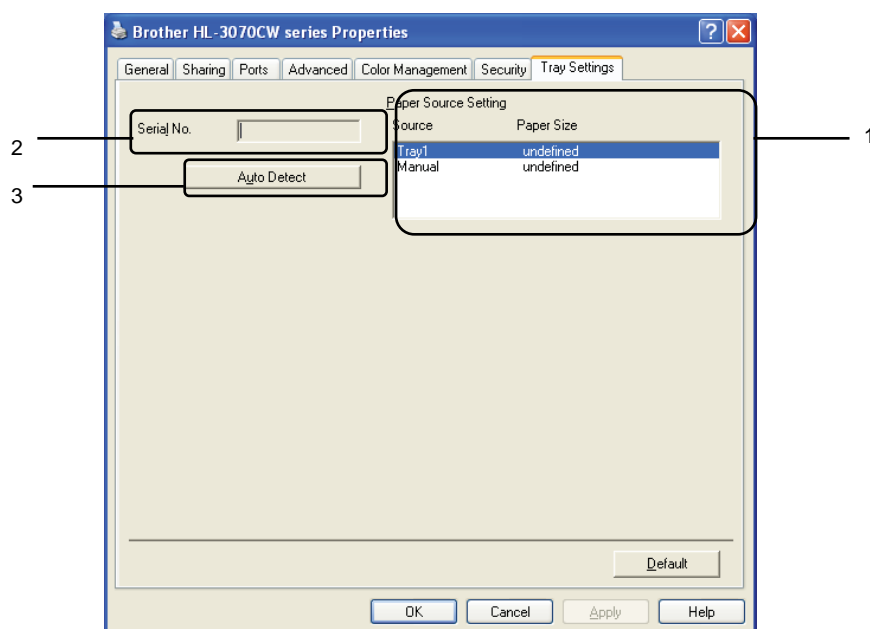 Brother HL-3070CW series Properties
General Sharing Ports Advanced Color Management Security Tray Settings
Paper Source Setting
Serial No.
Source Paper Size
Tray1 undefined
Manual undefined
Auto Detect
1
2
3
Default
OK Cancel Apply Help